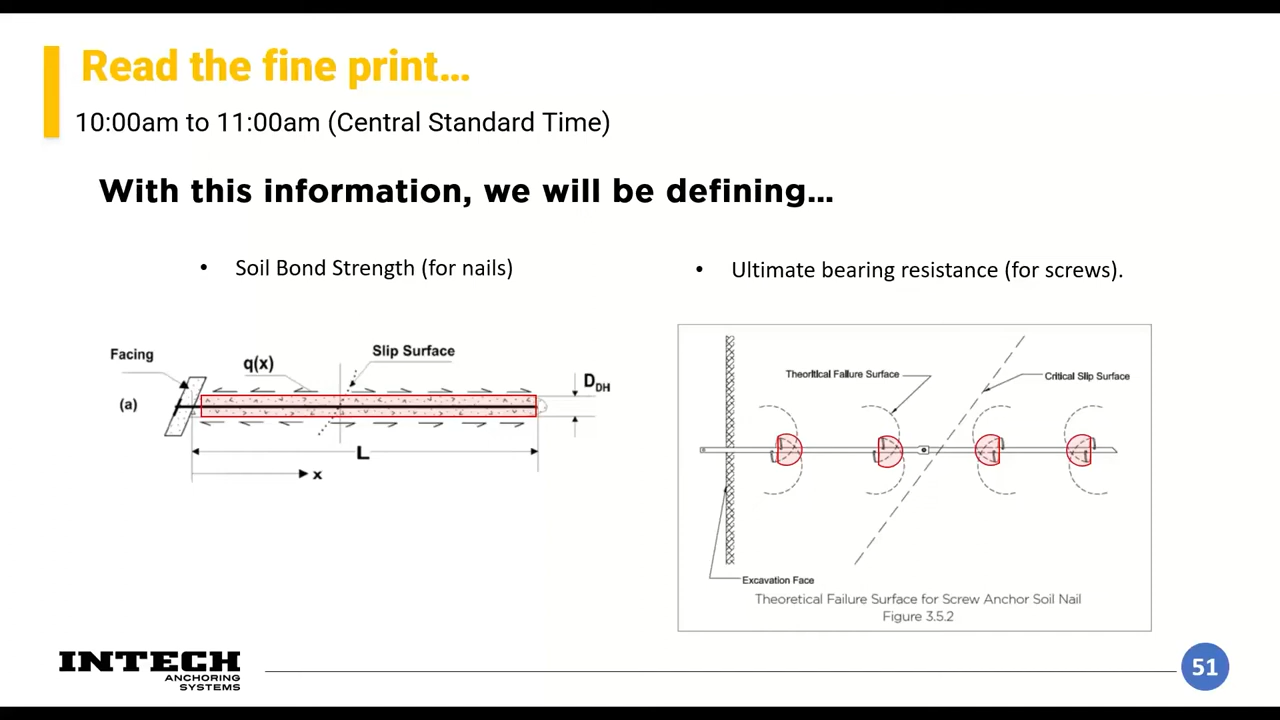 Read the fine print...
10:00am to 11:00am (Central Standard Time)
With this information, we will be defining...
• Soil Bond Strength (for nails)
• Ultimate bearing resistance (for screws).
Facing
q(x)
Slip Surface
D_DH
(a)
L
x
Theoritical Failure Surface
Critical Slip Surface
Excavation Face
Theoretical Failure Surface for Screw Anchor Soil Nail
Figure 3.5.2
INTECH
ANCHORING
SYSTEMS
51